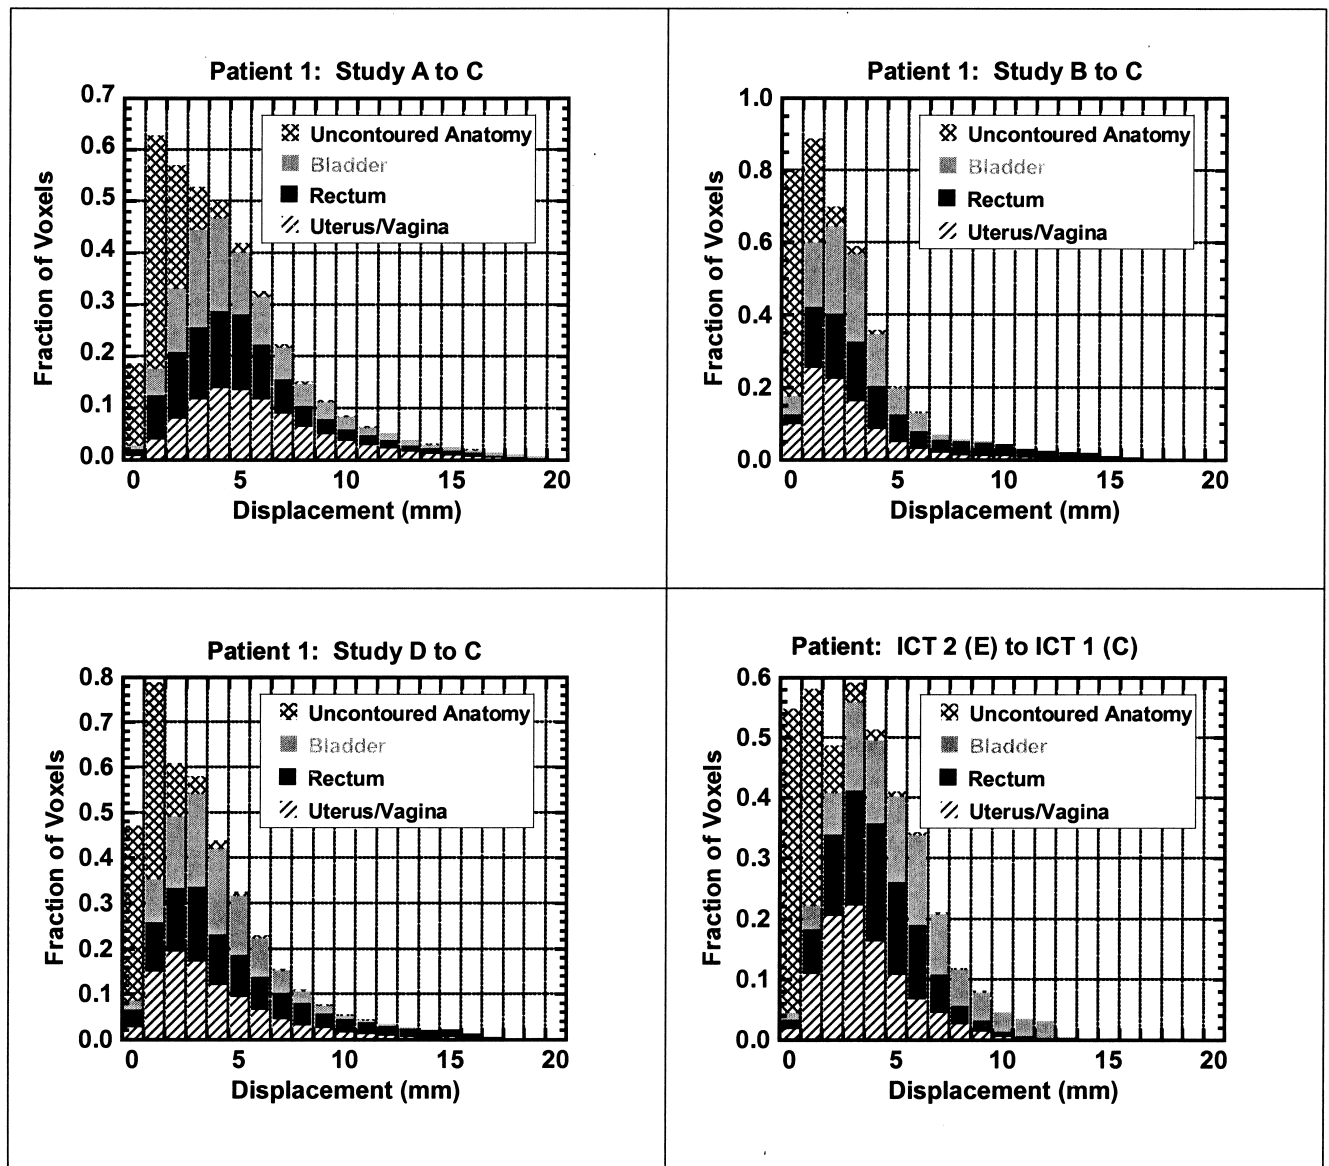 Patient 1: Study A to C
0.7
0.6
0.5
0.4
0.3
0.2
0.1
0.0
Fraction of Voxels
Uncontoured Anatomy
Bladder
Rectum
Uterus/Vagina
0 5 10 15 20
Displacement (mm)
Patient 1: Study B to C
1.0
0.8
0.6
0.4
0.2
0.0
Fraction of Voxels
Uncontoured Anatomy
Bladder
Rectum
Uterus/Vagina
0 5 10 15 20
Displacement (mm)
Patient 1: Study D to C
0.8
0.7
0.6
0.5
0.4
0.3
0.2
0.1
0.0
Fraction of Voxels
Uncontoured Anatomy
Bladder
Rectum
Uterus/Vagina
0 5 10 15 20
Displacement (mm)
Patient: ICT 2 (E) to ICT 1 (C)
0.6
0.5
0.4
0.3
0.2
0.1
0.0
Fraction of Voxels
Uncontoured Anatomy
Bladder
Rectum
Uterus/Vagina
0 5 10 15 20
Displacement (mm)